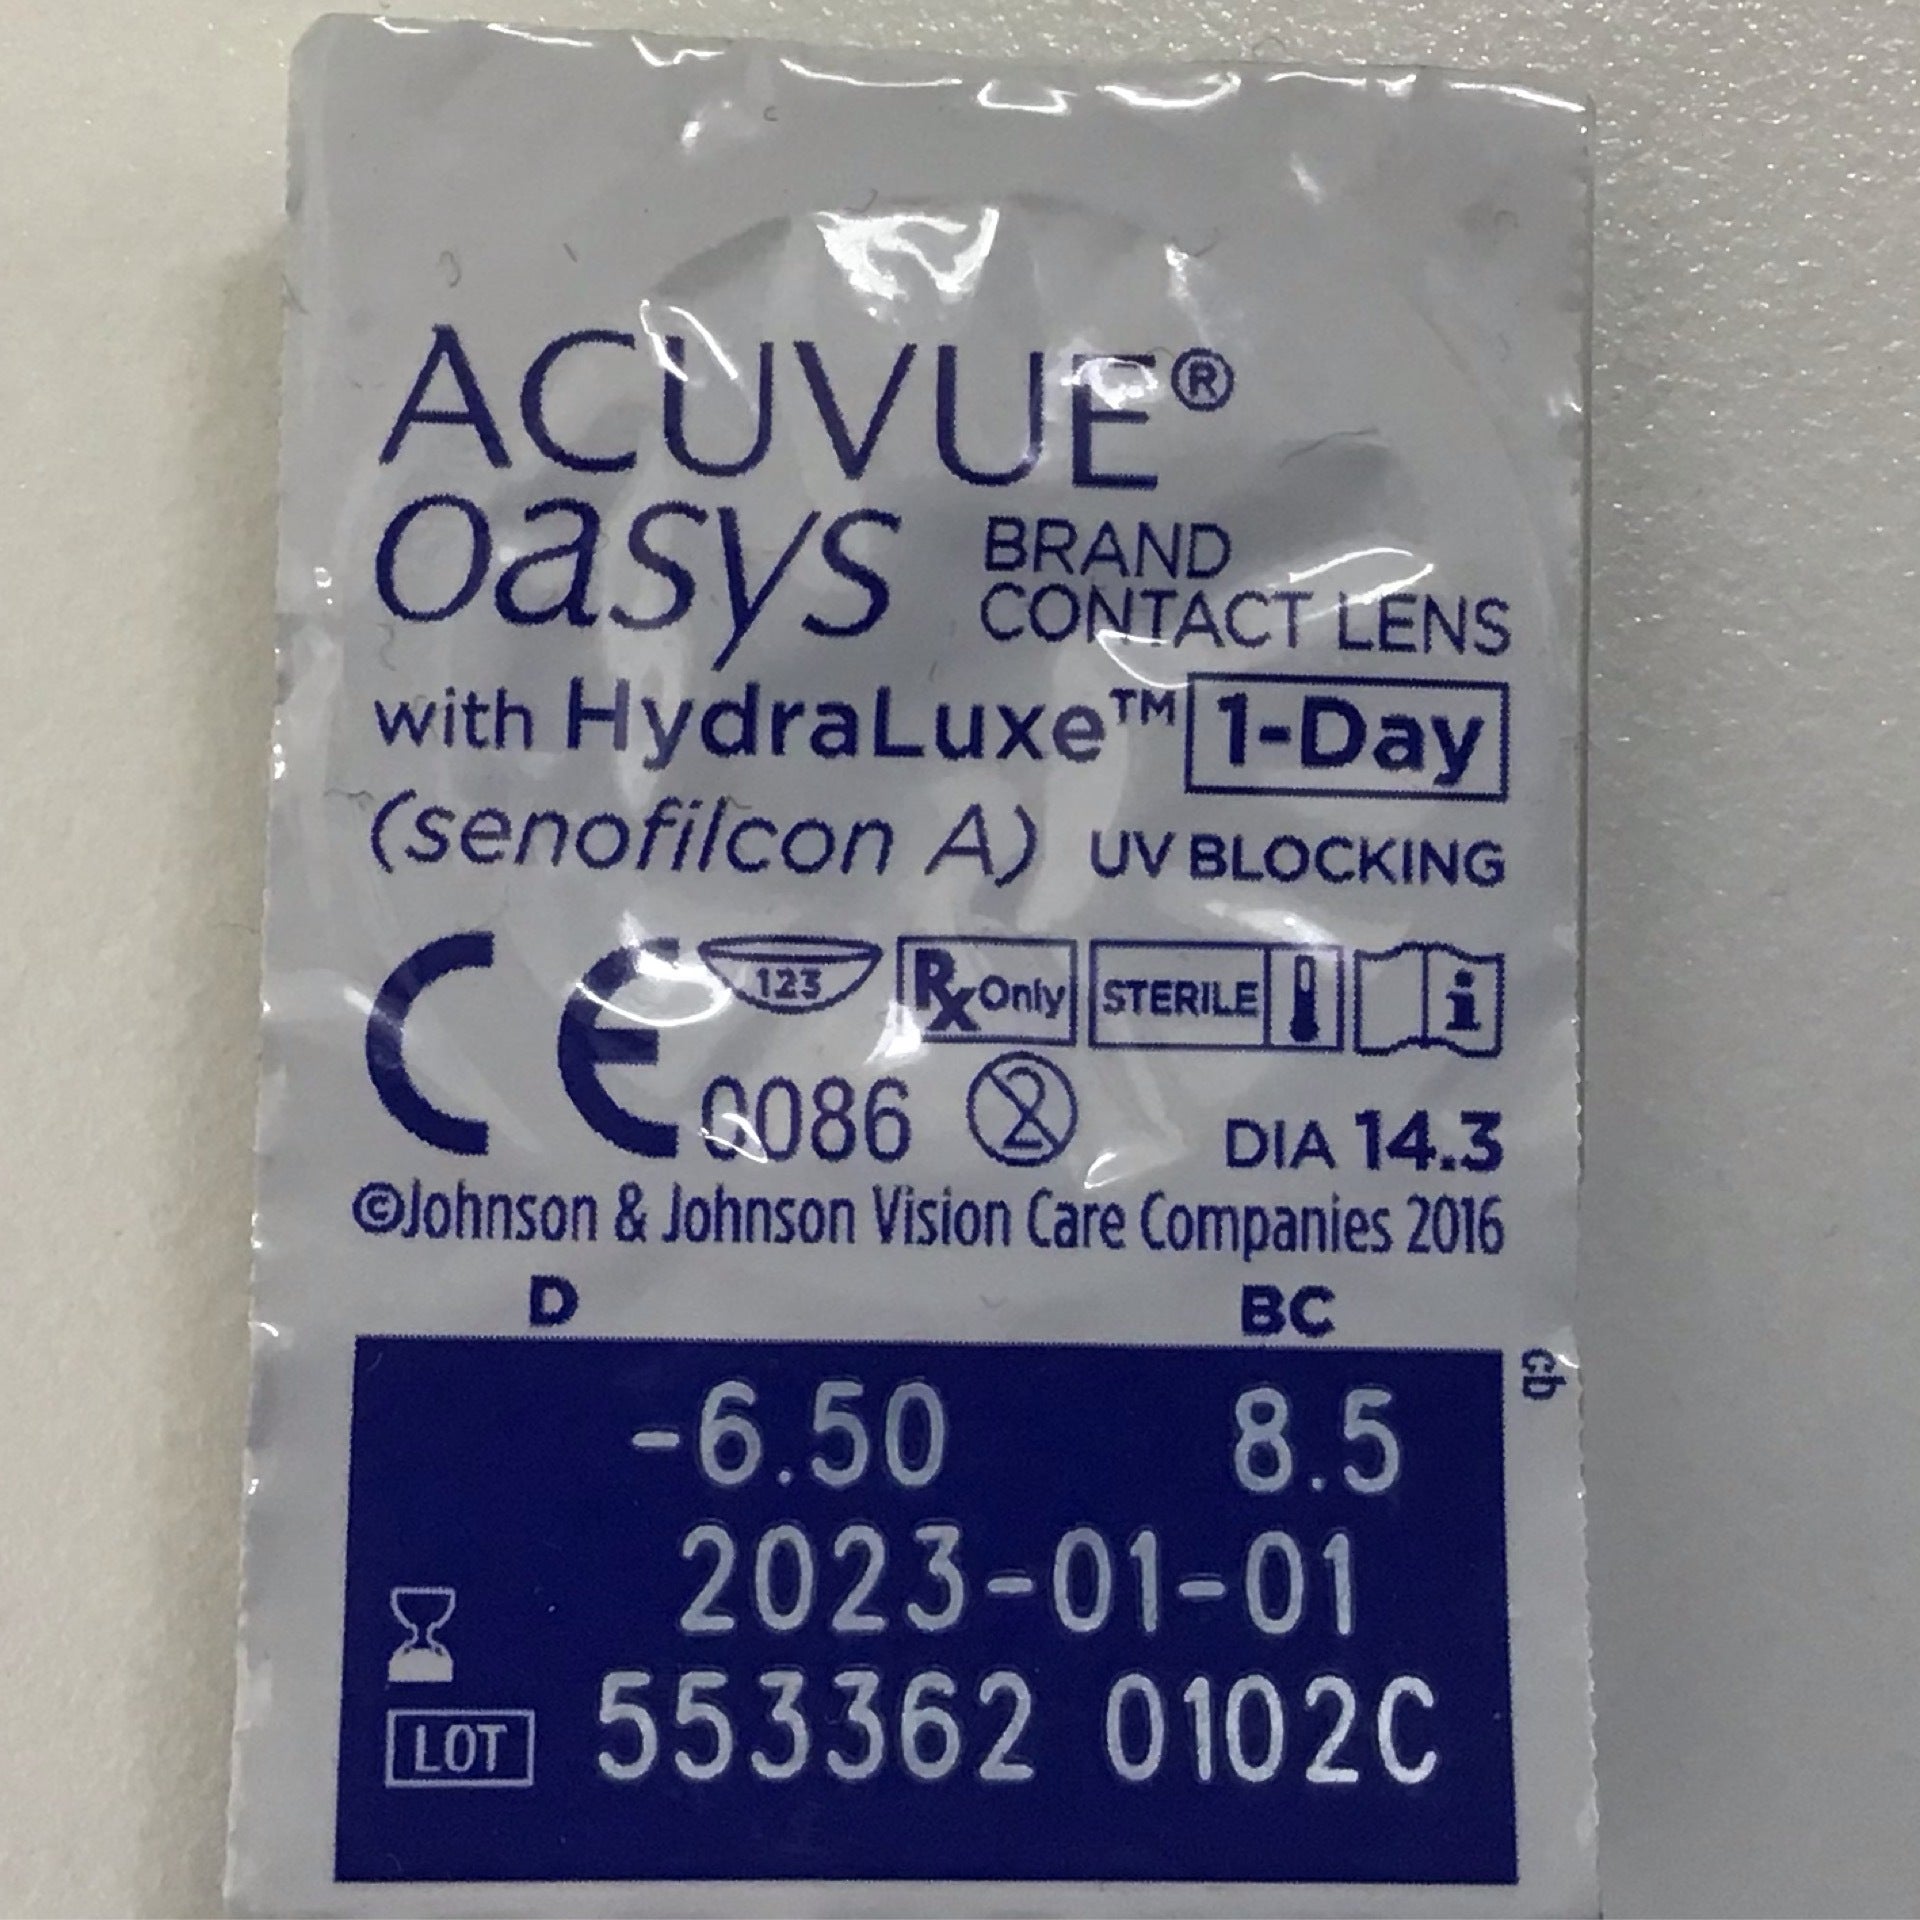 ACUVUE®
oasys BRAND
CONTACT LENS
with HydraLuxe™ 1-Day
(senofilcon A) UV BLOCKING
CE 123 Rx Only STERILE i
0086 2 DIA 14.3
©Johnson & Johnson Vision Care Companies 2016
D BC
cb
-6.50 8.5
2023-01-01
LOT 553362 0102C